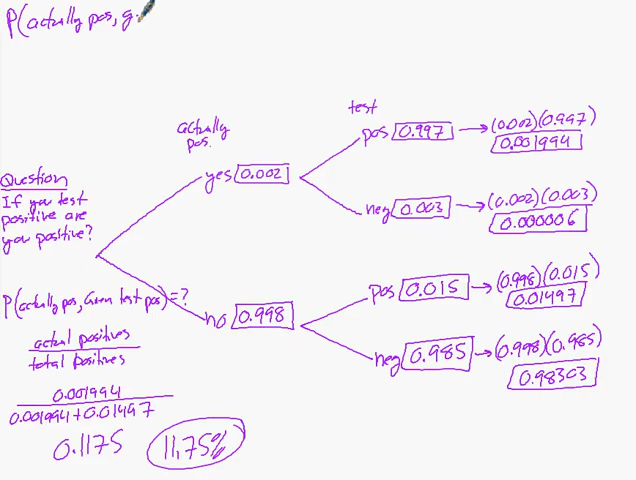 P(actually pos, g
test
actually
pos.
pos 0.997 → (0.002)(0.997)
0.001994
yes 0.002
Question
If you test
positive are
you positive?
neg 0.003 → (0.002)(0.003)
0.000006
P(actually pos, Given test pos) = ?
no 0.998
pos 0.015 → (0.998)(0.015)
0.01497
neg 0.985 → (0.998)(0.985)
0.98303
actual positives
total positives
0.001994
0.001994 + 0.01497
0.1175 11.75%